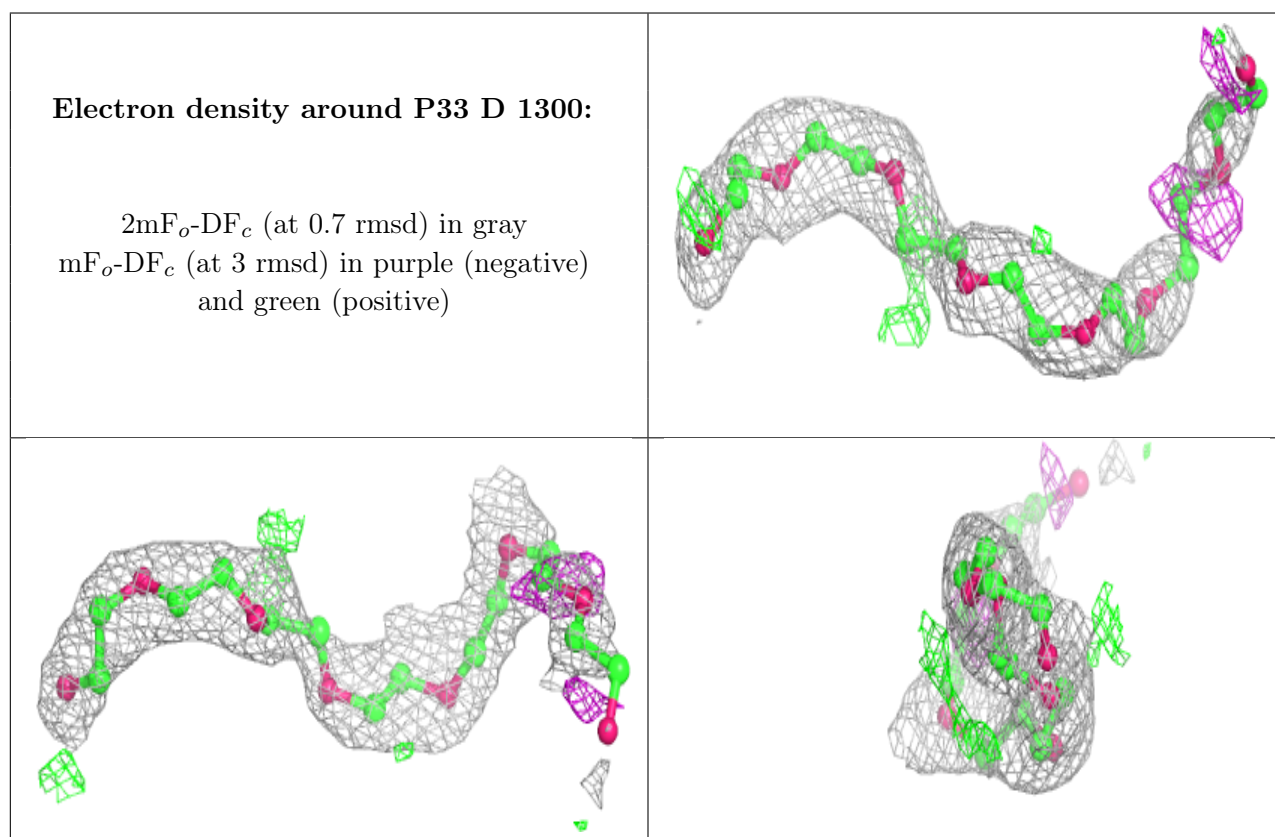 Electron density around P33 D 1300:
2mFo-DFc (at 0.7 rmsd) in gray
mFo-DFc (at 3 rmsd) in purple (negative)
and green (positive)